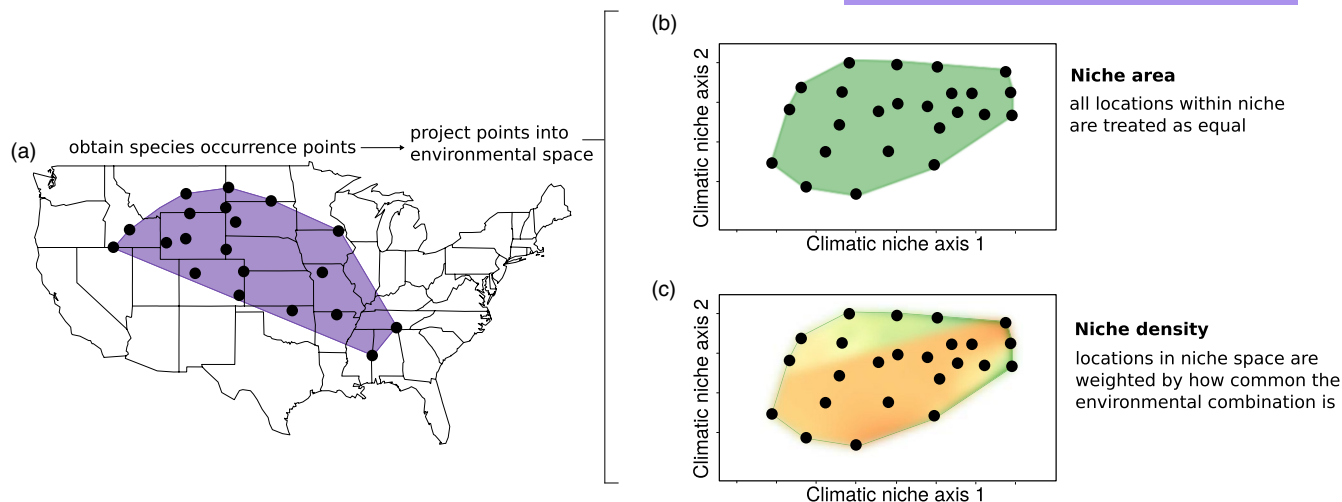 (a)
obtain species occurrence points
project points into
environmental space
(b)
Climatic niche axis 2
Climatic niche axis 1
Niche area
all locations within niche
are treated as equal
(c)
Climatic niche axis 2
Climatic niche axis 1
Niche density
locations in niche space are
weighted by how common the
environmental combination is